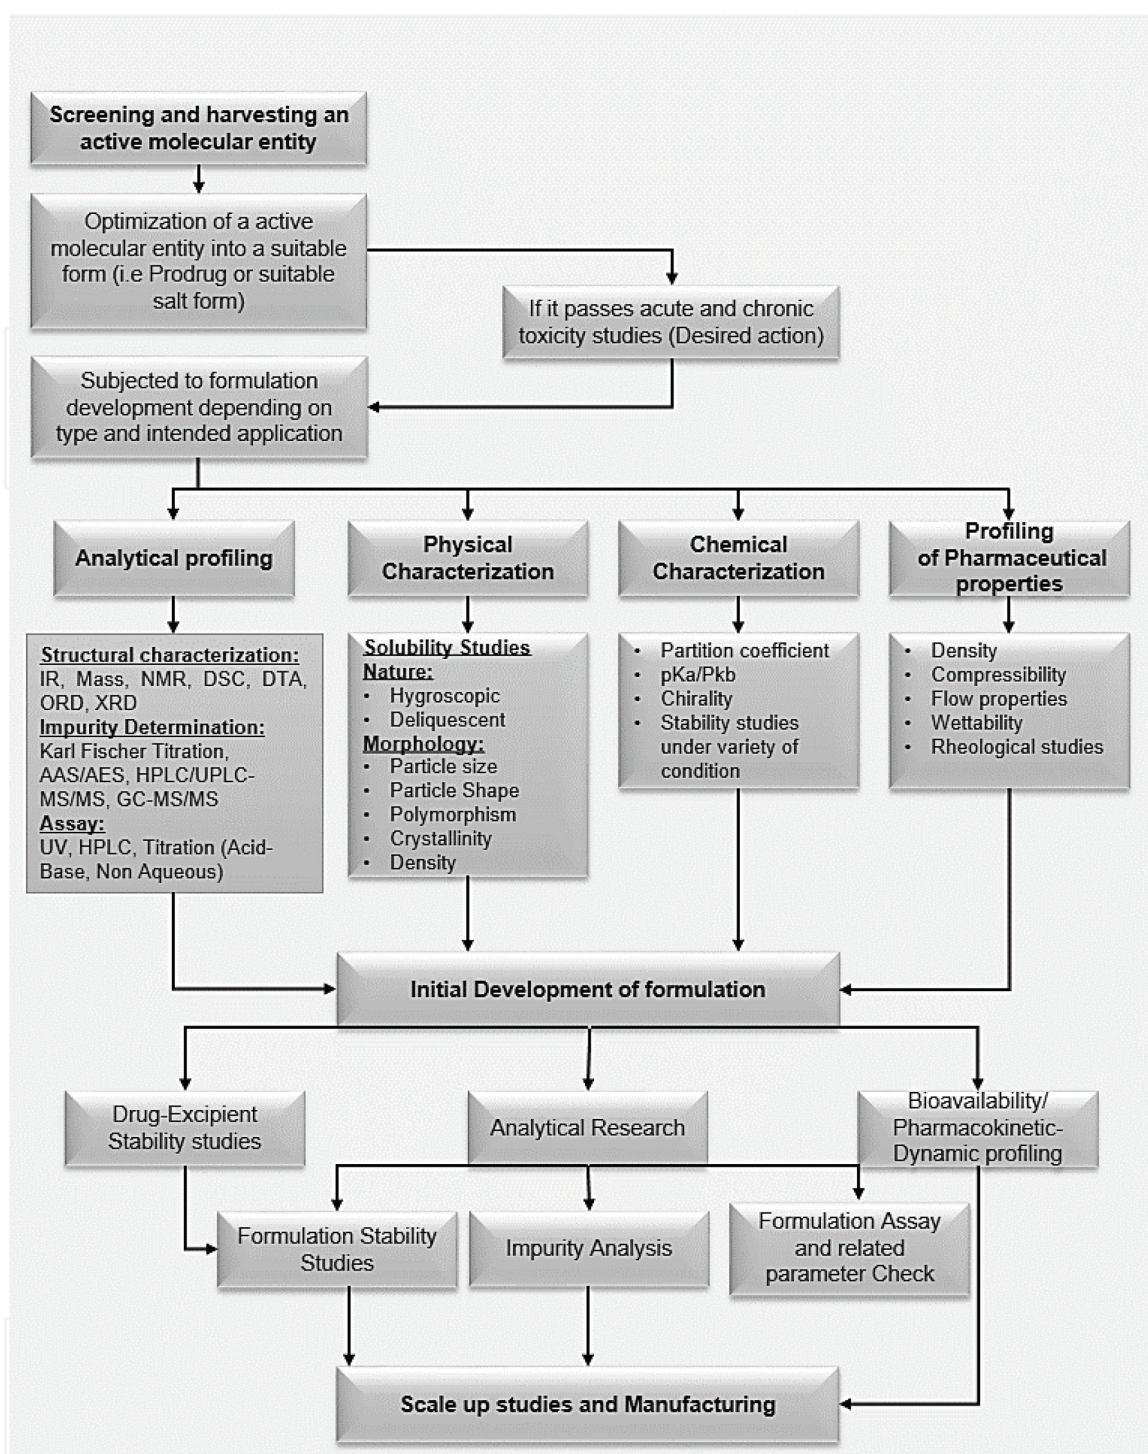 Screening and harvesting an
active molecular entity
Optimization of a active
molecular entity into a suitable
form (i.e Prodrug or suitable
salt form)
If it passes acute and chronic
toxicity studies (Desired action)
Subjected to formulation
development depending on
type and intended application
Analytical profiling
Physical
Characterization
Chemical
Characterization
Profiling
of Pharmaceutical
properties
Structural characterization:
IR, Mass, NMR, DSC, DTA,
ORD, XRD
Impurity Determination:
Karl Fischer Titration,
AAS/AES, HPLC/UPLC-
MS/MS, GC-MS/MS
Assay:
UV, HPLC, Titration (Acid-
Base, Non Aqueous)
Solubility Studies
Nature:
• Hygroscopic
• Deliquescent
Morphology:
• Particle size
• Particle Shape
• Polymorphism
• Crystallinity
• Density
• Partition coefficient
• pKa/Pkb
• Chirality
• Stability studies
under variety of
condition
• Density
• Compressibility
• Flow properties
• Wettability
• Rheological studies
Initial Development of formulation
Drug-Excipient
Stability studies
Analytical Research
Bioavailability/
Pharmacokinetic-
Dynamic profiling
Formulation Stability
Studies
Impurity Analysis
Formulation Assay
and related
parameter Check
Scale up studies and Manufacturing